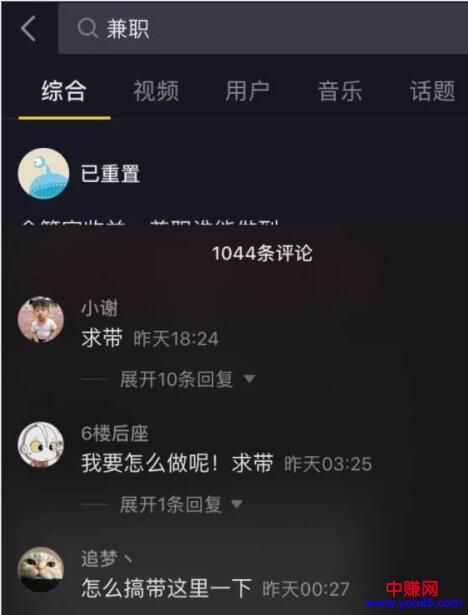 兼职
综合 视频 用户 音乐 话题
已重置
1044条评论
小谢
求带 昨天18:24
展开10条回复
6楼后座
我要怎么做呢！求带 昨天03:25
展开1条回复
追梦丶
怎么搞带这里一下 昨天00:27
中赚网
www.you85.com